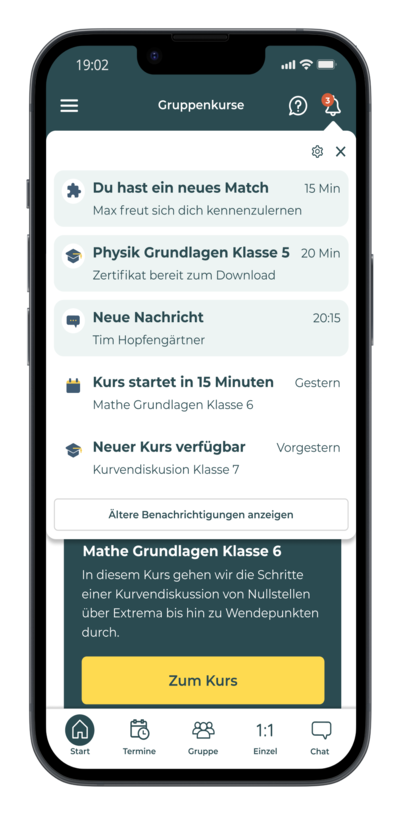 19:02
Gruppenkurse
3
Du hast ein neues Match 15 Min
Max freut sich dich kennenzulernen
Physik Grundlagen Klasse 5 20 Min
Zertifikat bereit zum Download
Neue Nachricht 20:15
Tim Hopfengärtner
Kurs startet in 15 Minuten Gestern
Mathe Grundlagen Klasse 6
Neuer Kurs verfügbar Vorgestern
Kurvendiskusion Klasse 7
Ältere Benachrichtigungen anzeigen
Mathe Grundlagen Klasse 6
In diesem Kurs gehen wir die Schritte
einer Kurvendiskussion von Nullstellen
über Extrema bis hin zu Wendepunkten
durch.
Zum Kurs
1:1
Start Termine Gruppe Einzel Chat